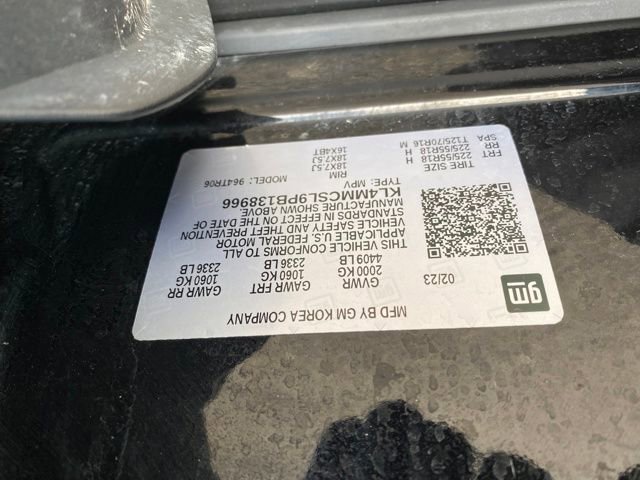 MFD BY GM KOREA COMPANY
gm
02/23
GVWR GAWR FRT GAWR RR
2000 KG 1060 KG 1060 KG
4409 LB 2336 LB 2336 LB
THIS VEHICLE CONFORMS TO ALL
APPLICABLE U.S. FEDERAL MOTOR
VEHICLE SAFETY AND THEFT PREVENTION
STANDARDS IN EFFECT ON THE DATE OF
MANUFACTURE SHOWN ABOVE.
KL4MMCSL9PB138966
TYPE: MPV MODEL: 964TR06
TIRE SIZE RIM
FRT 225/55R18 H 18X7.5J
RR 225/55R18 H 18X7.5J
SPA T125/70R16 M 16X4BT